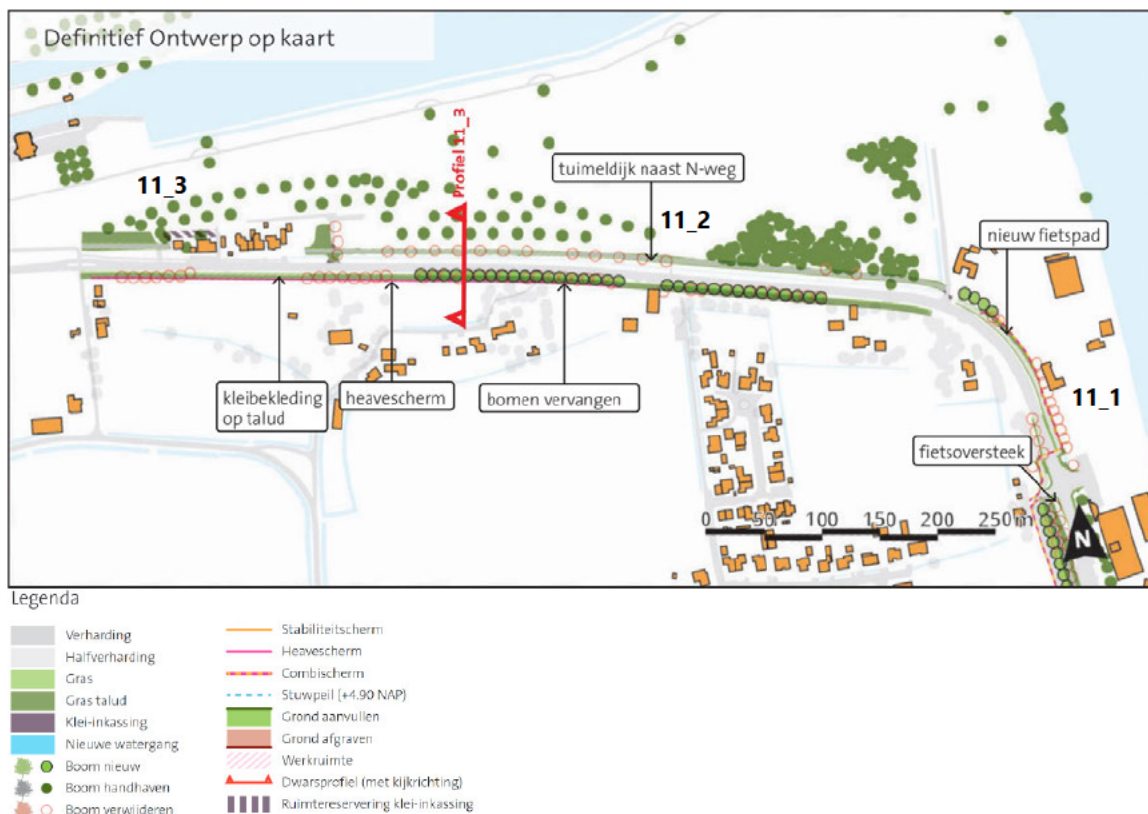 Definitief Ontwerp op kaart
Profiel 11_3
11_3
tuimeldijk naast N-weg
11_2
nieuw fietspad
kleibekleding
op talud
heavescherm
bomen vervangen
11_1
fietsoversteek
0 50 100 150 200 250 m
N
Legenda
Verharding
Halfverharding
Gras
Gras talud
Klei-inkassing
Nieuwe watergang
Boom nieuw
Boom handhaven
Boom verwijderen
Stabiliteitscherm
Heavescherm
Combischerm
Stuwpeil (+4.90 NAP)
Grond aanvullen
Grond afgraven
Werkruimte
Dwarsprofiel (met kijkrichting)
Ruimtereservering klei-inkassing